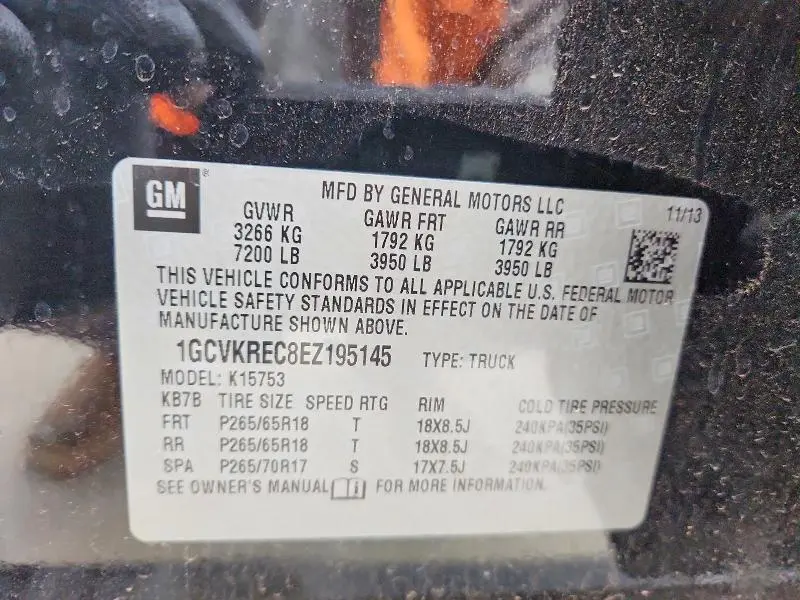 GM®
MFD BY GENERAL MOTORS LLC
11/13
GVWR GAWR FRT GAWR RR
3266 KG 1792 KG 1792 KG
7200 LB 3950 LB 3950 LB
THIS VEHICLE CONFORMS TO ALL APPLICABLE U.S. FEDERAL MOTOR
VEHICLE SAFETY STANDARDS IN EFFECT ON THE DATE OF
MANUFACTURE SHOWN ABOVE.
1GCVKREC8EZ195145 TYPE: TRUCK
MODEL: K15753
KB7B TIRE SIZE SPEED RTG RIM COLD TIRE PRESSURE
FRT P265/65R18 T 18X8.5J 240KPA(35PSI)
RR P265/65R18 T 18X8.5J 240KPA(35PSI)
SPA P265/70R17 S 17X7.5J 240KPA(35PSI)
SEE OWNER'S MANUAL i FOR MORE INFORMATION.